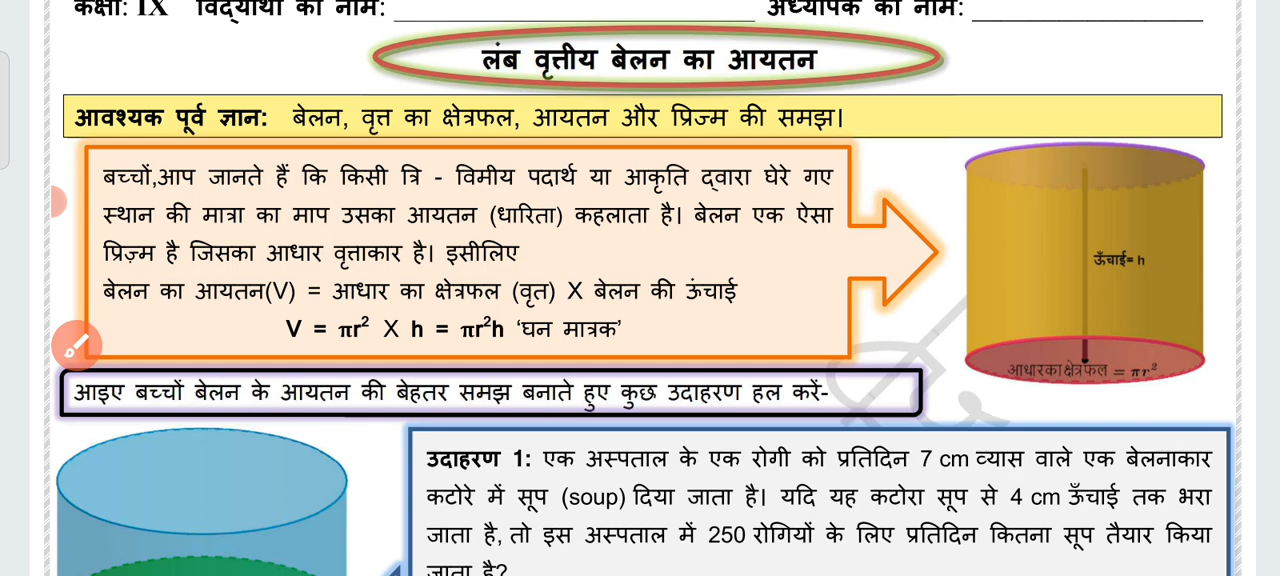 कक्षा: IX विद्यार्थी का नाम: ____________ अध्यापक का नाम: ____________
लंब वृत्तीय बेलन का आयतन
आवश्यक पूर्व ज्ञान: बेलन, वृत्त का क्षेत्रफल, आयतन और प्रिज्म की समझ।
बच्चों,आप जानते हैं कि किसी त्रि - विमीय पदार्थ या आकृति द्वारा घेरे गए
स्थान की मात्रा का माप उसका आयतन (धारिता) कहलाता है। बेलन एक ऐसा
प्रिज़्म है जिसका आधार वृत्ताकार है। इसीलिए
बेलन का आयतन(V) = आधार का क्षेत्रफल (वृत) X बेलन की ऊंचाई
V = πr² X h = πr²h ‘घन मात्रक’
ऊँचाई= h
आधारका क्षेत्रफल = πr²
आइए बच्चों बेलन के आयतन की बेहतर समझ बनाते हुए कुछ उदाहरण हल करें-
उदाहरण 1: एक अस्पताल के एक रोगी को प्रतिदिन 7 cm व्यास वाले एक बेलनाकार
कटोरे में सूप (soup) दिया जाता है। यदि यह कटोरा सूप से 4 cm ऊँचाई तक भरा
जाता है, तो इस अस्पताल में 250 रोगियों के लिए प्रतिदिन कितना सूप तैयार किया
जाता है?